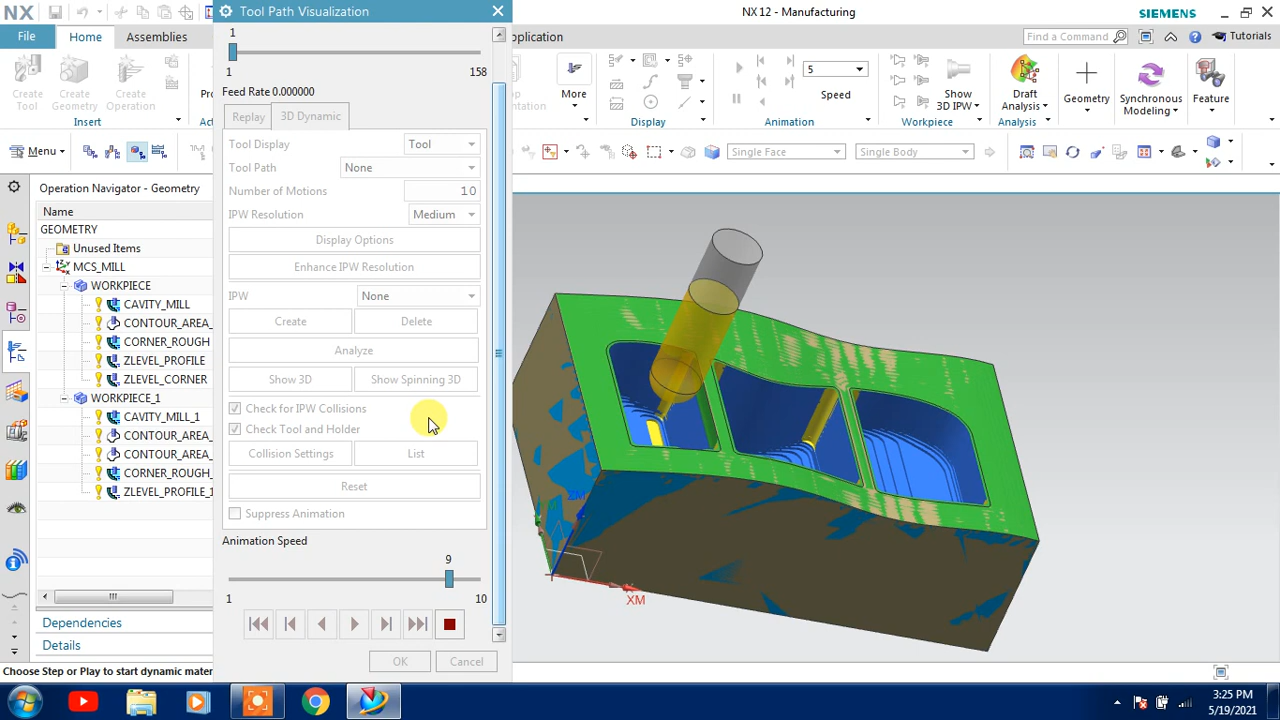 NX
Tool Path Visualization
NX 12 - Manufacturing
SIEMENS
File
Home
Assemblies
pplication
Find a Command
Tutorials
Create
Tool
Create
Geometry
Create
Operation
Insert
More
Display
5
Speed
Animation
Show
3D IPW
Workpiece
Draft
Analysis
Analysis
Geometry
Synchronous
Modeling
Feature
Menu
Single Face
Single Body
1
1
158
Feed Rate 0.000000
Replay
3D Dynamic
Tool Display
Tool
Tool Path
None
Number of Motions
10
IPW Resolution
Medium
Display Options
Enhance IPW Resolution
IPW
None
Create
Delete
Analyze
Show 3D
Show Spinning 3D
Check for IPW Collisions
Check Tool and Holder
Collision Settings
List
Reset
Suppress Animation
Animation Speed
9
1
10
OK
Cancel
Operation Navigator - Geometry
Name
GEOMETRY
Unused Items
MCS_MILL
WORKPIECE
CAVITY_MILL
CONTOUR_AREA_
CORNER_ROUGH
ZLEVEL_PROFILE
ZLEVEL_CORNER
WORKPIECE_1
CAVITY_MILL_1
CONTOUR_AREA_
CONTOUR_AREA_
CORNER_ROUGH_
ZLEVEL_PROFILE_1
Dependencies
Details
Choose Step or Play to start dynamic mater
ZM
XM
3:25 PM
5/19/2021